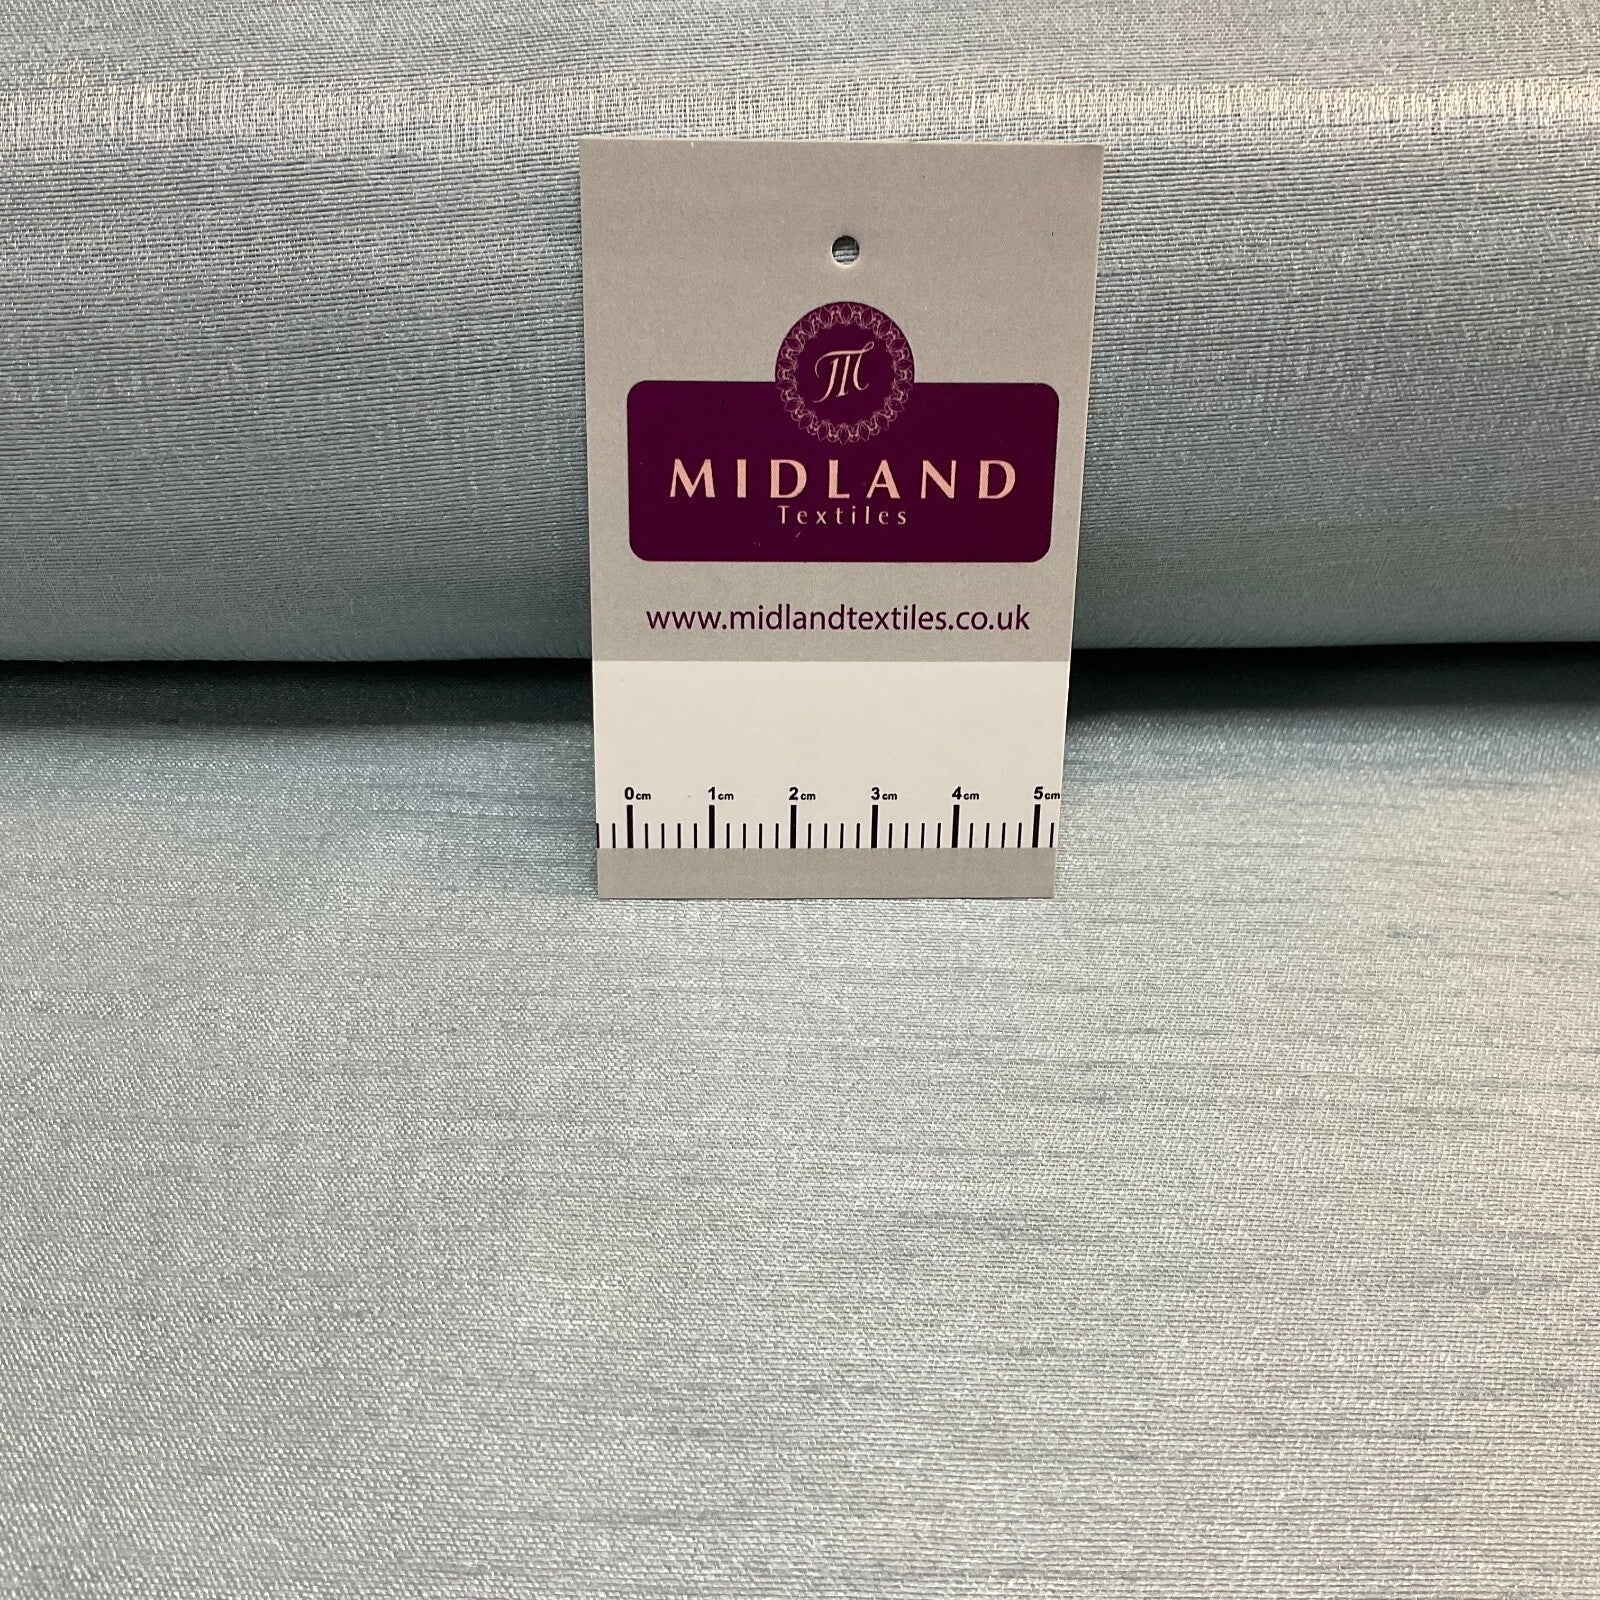 M
MIDLAND
Textiles
www.midlandtextiles.co.uk
0cm 1cm 2cm 3cm 4cm 5cm